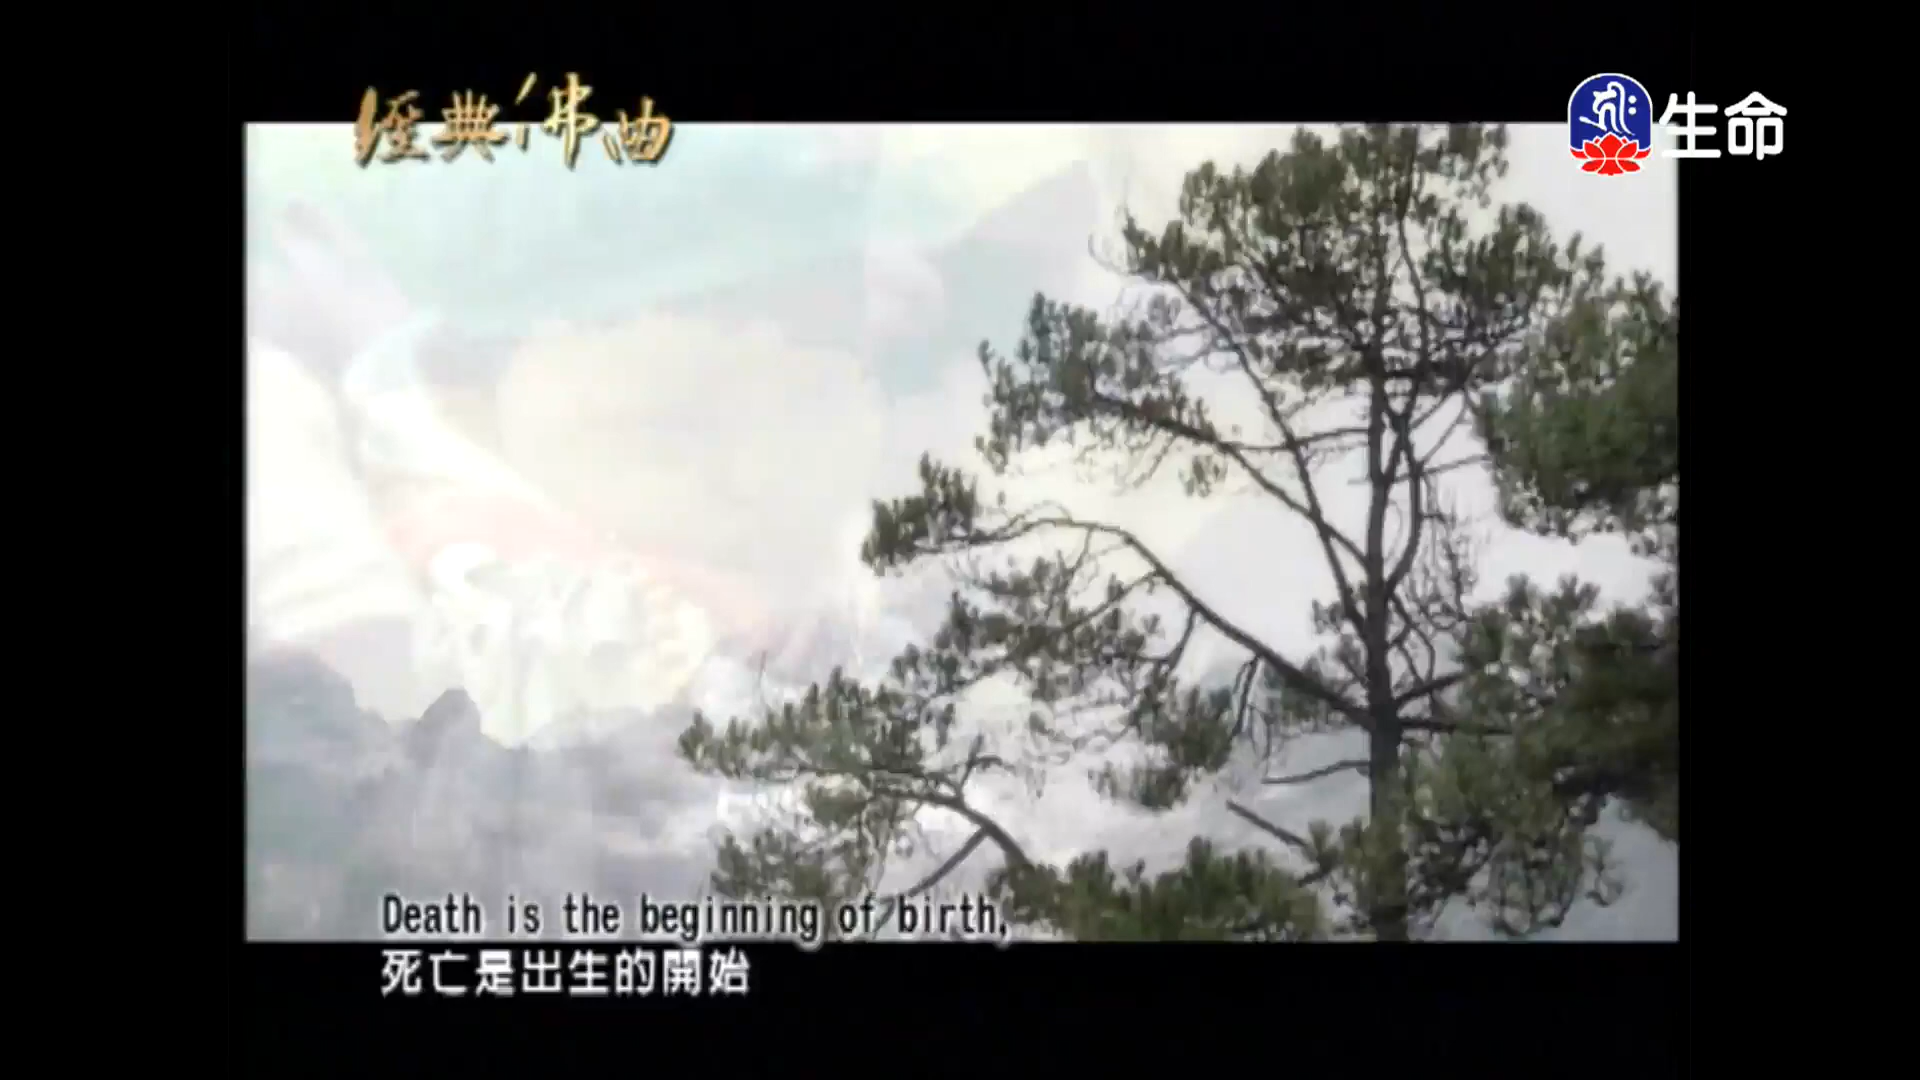 經典佛曲
生命
Death is the beginning of birth,
死亡是出生的開始